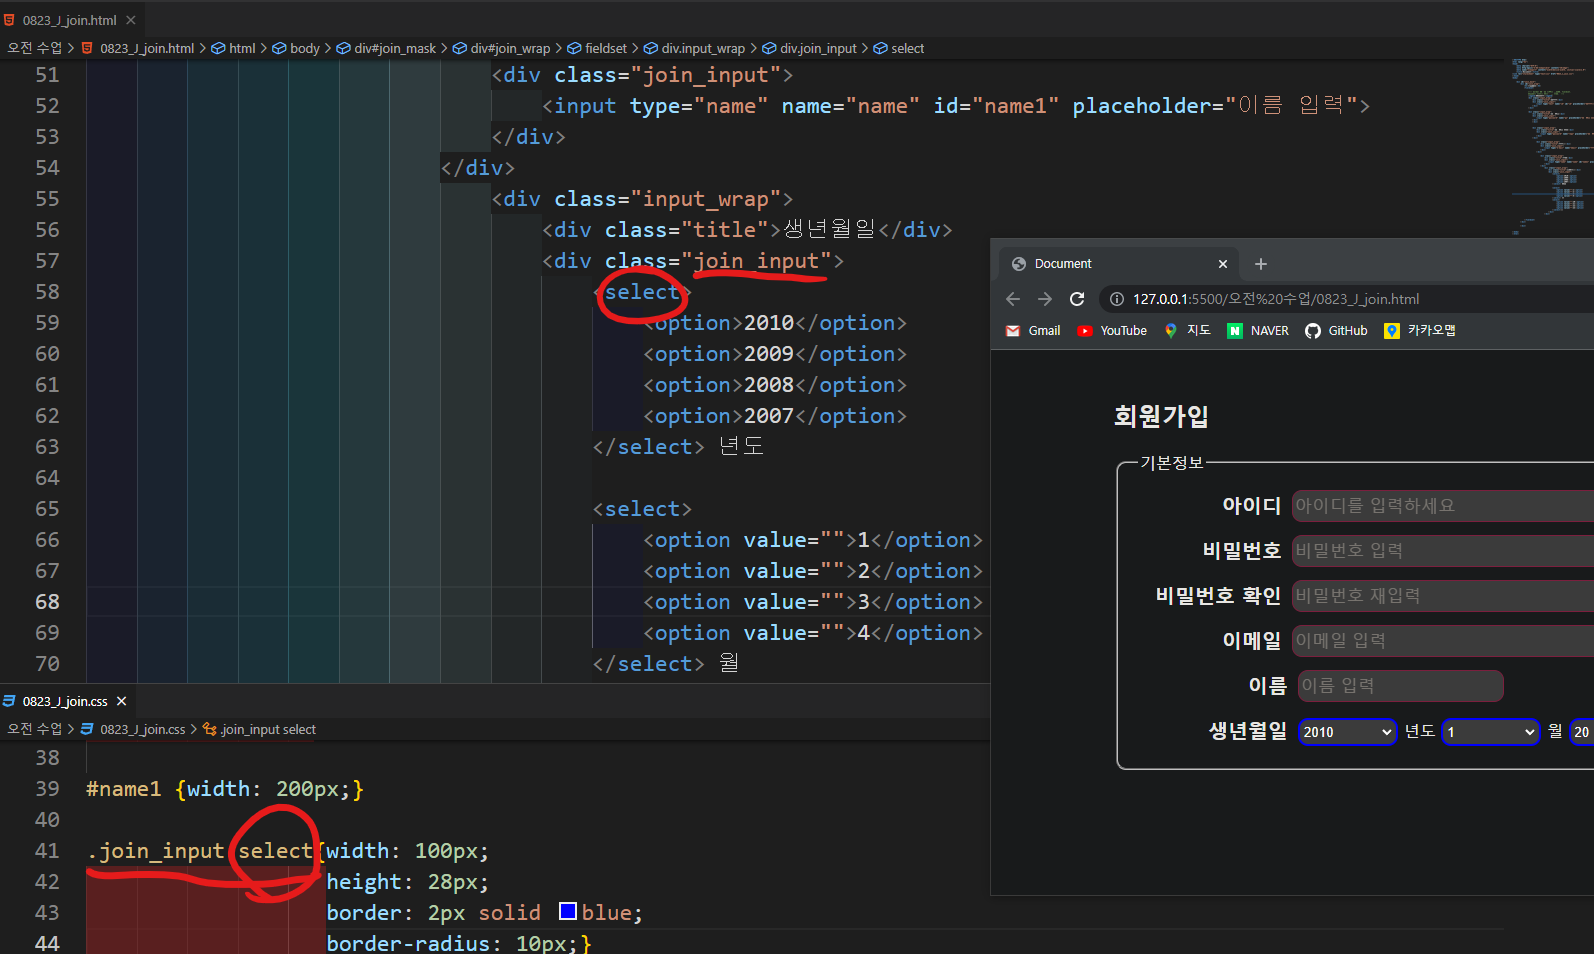 0823_J_join.html
오전 수업 > 0823_J_join.html > html > body > div#join_mask > div#join_wrap > fieldset > div.input_wrap > div.join_input > select
51 <div class="join_input">
52 <input type="name" name="name" id="name1" placeholder="이름 입력">
53 </div>
54 </div>
55 <div class="input_wrap">
56 <div class="title">생년월일</div>
57 <div class="join_input">
58 <select>
59 <option>2010</option>
60 <option>2009</option>
61 <option>2008</option>
62 <option>2007</option>
63 </select> 년도
64
65 <select>
66 <option value="">1</option>
67 <option value="">2</option>
68 <option value="">3</option>
69 <option value="">4</option>
70 </select> 월
0823_J_join.css
오전 수업 > 0823_J_join.css > .join_input select
38
39 #name1 {width: 200px;}
40
41 .join_input select{width: 100px;
42 height: 28px;
43 border: 2px solid blue;
44 border-radius: 10px;}
Document
127.0.0.1:5500/오전%20수업/0823_J_join.html
Gmail YouTube 지도 NAVER GitHub 카카오맵
회원가입
기본정보
아이디 아이디를 입력하세요
비밀번호 비밀번호 입력
비밀번호 확인 비밀번호 재입력
이메일 이메일 입력
이름 이름 입력
생년월일 2010 년도 1 월 20